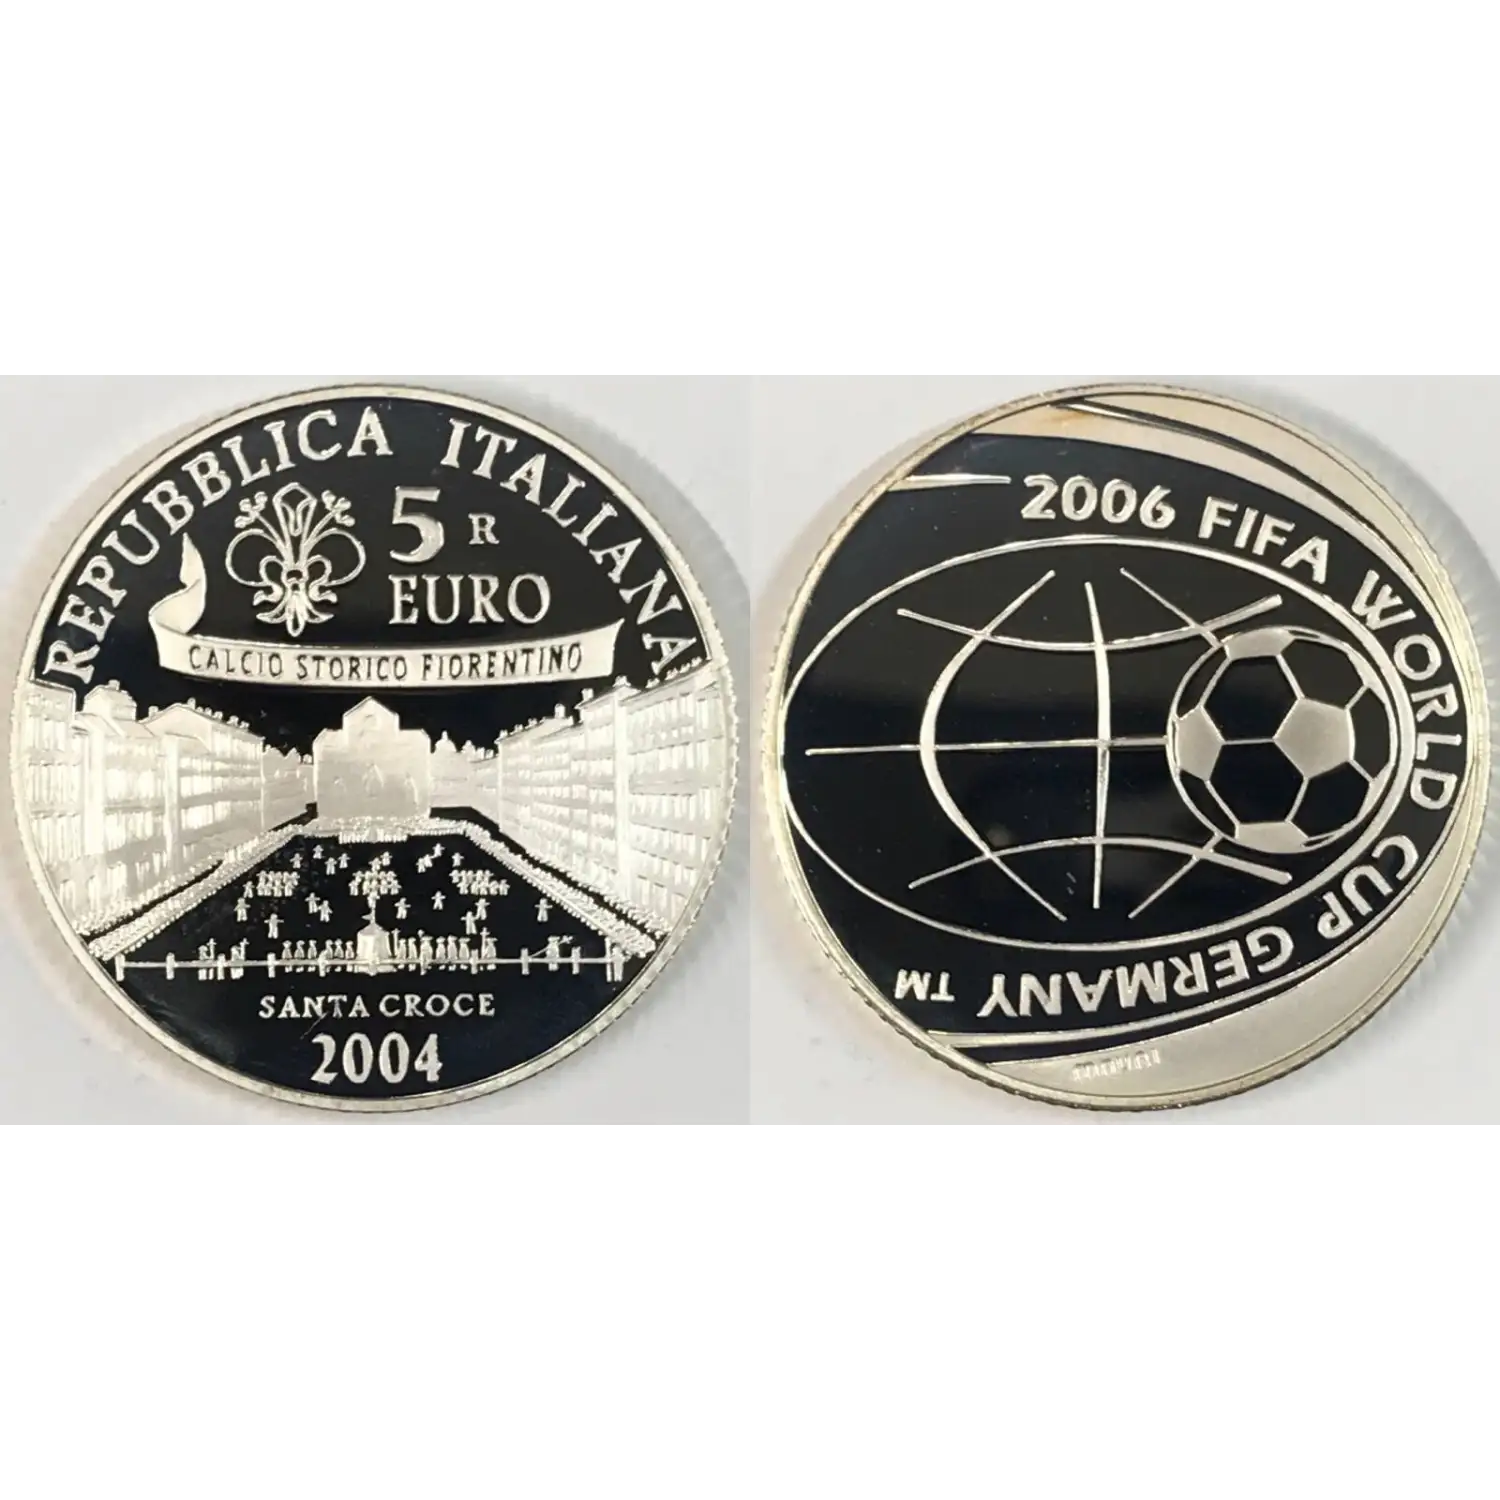 REPUBBLICA ITALIANA
5 R
EURO
CALCIO STORICO FIORENTINO
SANTA CROCE
2004
2006 FIFA WORLD CUP GERMANY TM